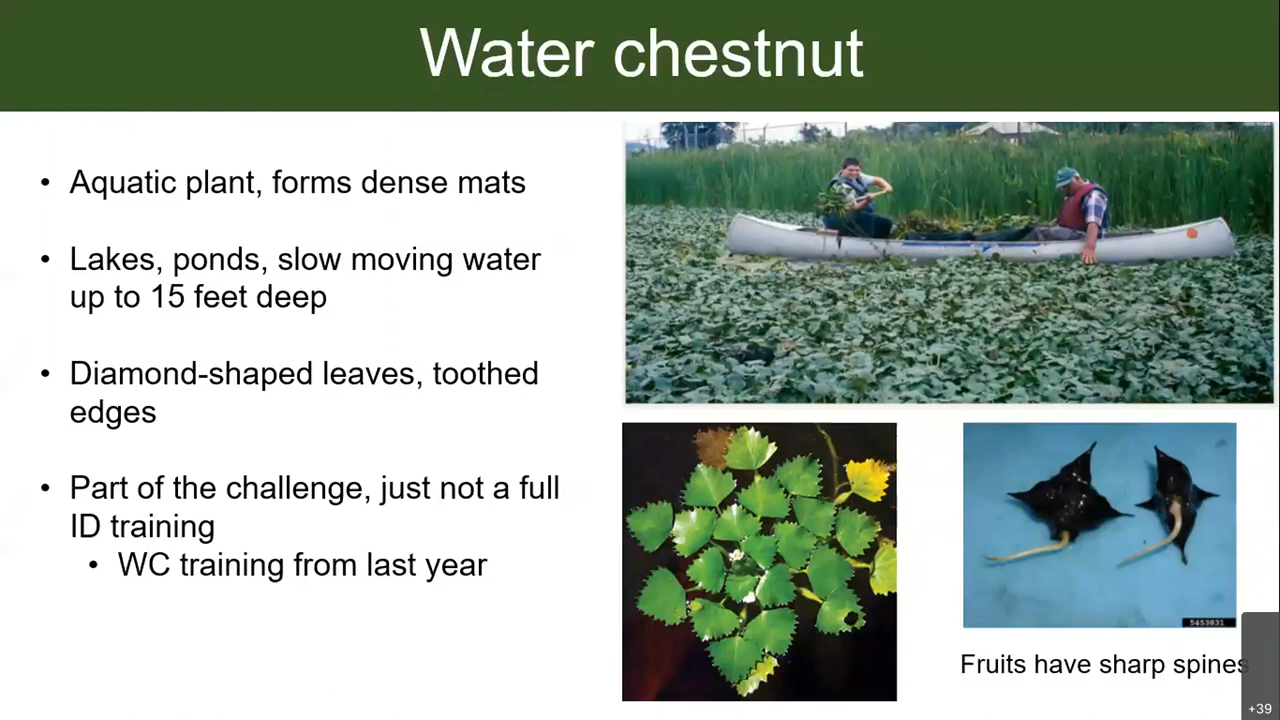 Water chestnut
• Aquatic plant, forms dense mats
• Lakes, ponds, slow moving water
up to 15 feet deep
• Diamond-shaped leaves, toothed
edges
• Part of the challenge, just not a full
ID training
• WC training from last year
5453831
Fruits have sharp spines
+39